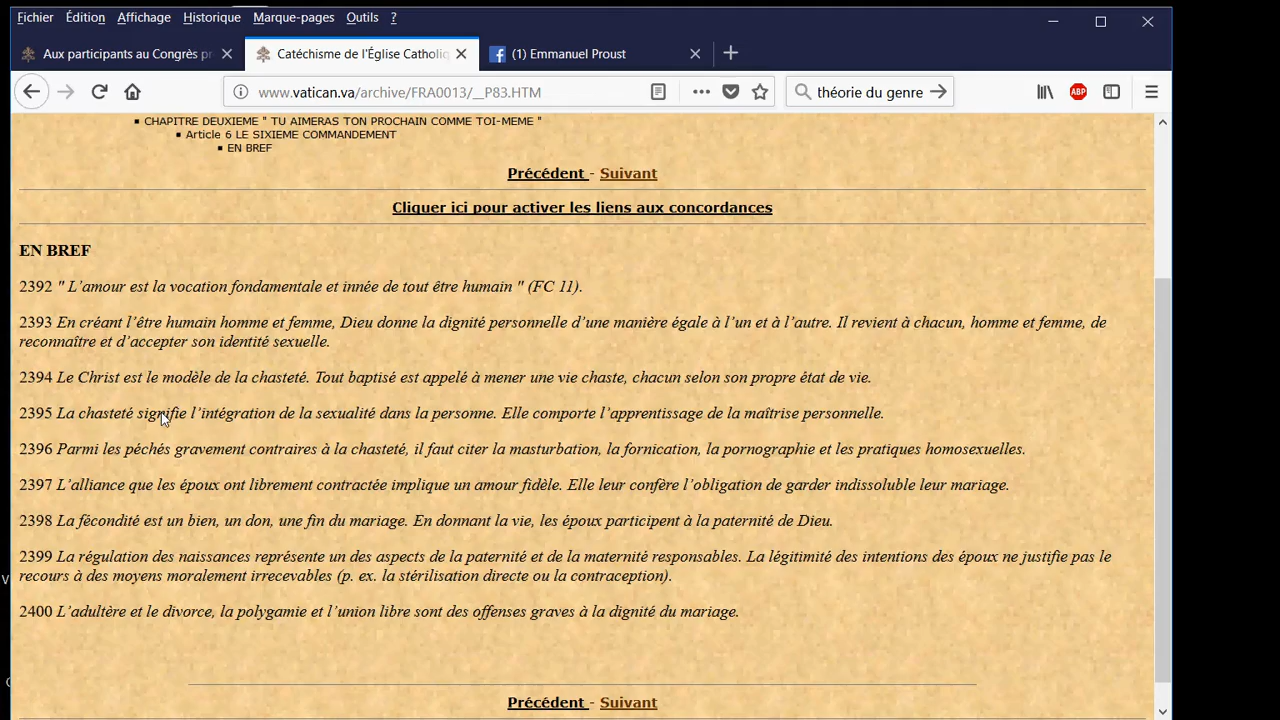 Fichier Édition Affichage Historique Marque-pages Outils ?
Aux participants au Congrès pr
Catéchisme de l'Église Catholiq
(1) Emmanuel Proust
www.vatican.va/archive/FRA0013/__P83.HTM
théorie du genre
ABP
CHAPITRE DEUXIEME " TU AIMERAS TON PROCHAIN COMME TOI-MEME "
Article 6 LE SIXIEME COMMANDEMENT
EN BREF
Précédent - Suivant
Cliquer ici pour activer les liens aux concordances
EN BREF
2392 " L’amour est la vocation fondamentale et innée de tout être humain " (FC 11).
2393 En créant l’être humain homme et femme, Dieu donne la dignité personnelle d’une manière égale à l’un et à l’autre. Il revient à chacun, homme et femme, de
reconnaître et d’accepter son identité sexuelle.
2394 Le Christ est le modèle de la chasteté. Tout baptisé est appelé à mener une vie chaste, chacun selon son propre état de vie.
2395 La chasteté signifie l’intégration de la sexualité dans la personne. Elle comporte l’apprentissage de la maîtrise personnelle.
2396 Parmi les péchés gravement contraires à la chasteté, il faut citer la masturbation, la fornication, la pornographie et les pratiques homosexuelles.
2397 L’alliance que les époux ont librement contractée implique un amour fidèle. Elle leur confère l’obligation de garder indissoluble leur mariage.
2398 La fécondité est un bien, un don, une fin du mariage. En donnant la vie, les époux participent à la paternité de Dieu.
2399 La régulation des naissances représente un des aspects de la paternité et de la maternité responsables. La légitimité des intentions des époux ne justifie pas le
recours à des moyens moralement irrecevables (p. ex. la stérilisation directe ou la contraception).
2400 L’adultère et le divorce, la polygamie et l’union libre sont des offenses graves à la dignité du mariage.
Précédent - Suivant